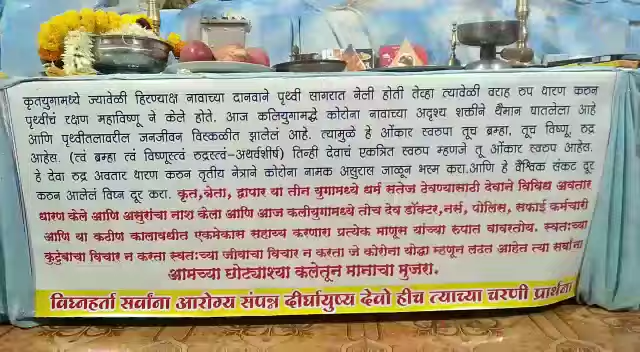 कृतयुगामध्ये ज्यावेळी हिरण्याक्ष नावाच्या दानवाने पृथ्वी सागरात नेली होती तेव्हा त्यावेळी वराह रुप धारण करुन
पृथ्वीचं रक्षण महाविष्णू ने केले होते. आज कलियुगामद्धे कोरोना नावाच्या अदृश्य शक्तीने थैमान घातलेला आहे
आणि पृथ्वीतलावरील जनजीवन विस्कळीत झालेलं आहे. त्यामुळे हे ओंकार स्वरुपा तूच ब्रम्हा, तूच विष्णू, रुद्र
आहेस. (त्वं ब्रम्हा त्वं विष्णूस्त्वं रुद्रस्त्वं-अथर्वशीर्ष) तिन्ही देवाचं एकत्रित स्वरुप म्हणजे तू ओंकार स्वरुप आहेस.
हे देवा रुद्र अवतार धारण करुन तृतीय नेत्राने कोरोना नामक असुरास जाळून भस्म करा.आणि हे वैश्विक संकट दूर
करुन आलेलं विघ्न दूर करा. कृत,त्रेता, द्वापार या तीन युगामध्ये धर्म सतेज ठेवण्यासाठी देवाने विविध अवतार
धारण केले आणि असुरांचा नाश केला आणि आज कलीयुगामध्ये तोच देव डॉक्टर,नर्स, पोलिस, सफाई कर्मचारी
आणि या कठीण कालावधीत एकमेकास सहाय्य करणारा प्रत्येक माणूस यांच्या रुपात वावरतोय. स्वतःच्या
कुटुंबाचा विचार न करता स्वतःच्या जीवाचा विचार न करता जे कोरोना योद्धा म्हणून लढत आहेत त्या सर्वांना
आमच्या छोट्याश्या कलेतून मानाचा मुजरा.
विघ्नहर्ता सर्वांना आरोग्य संपन्न दीर्घायुष्य देवो हीच त्याच्या चरणी प्रार्थना